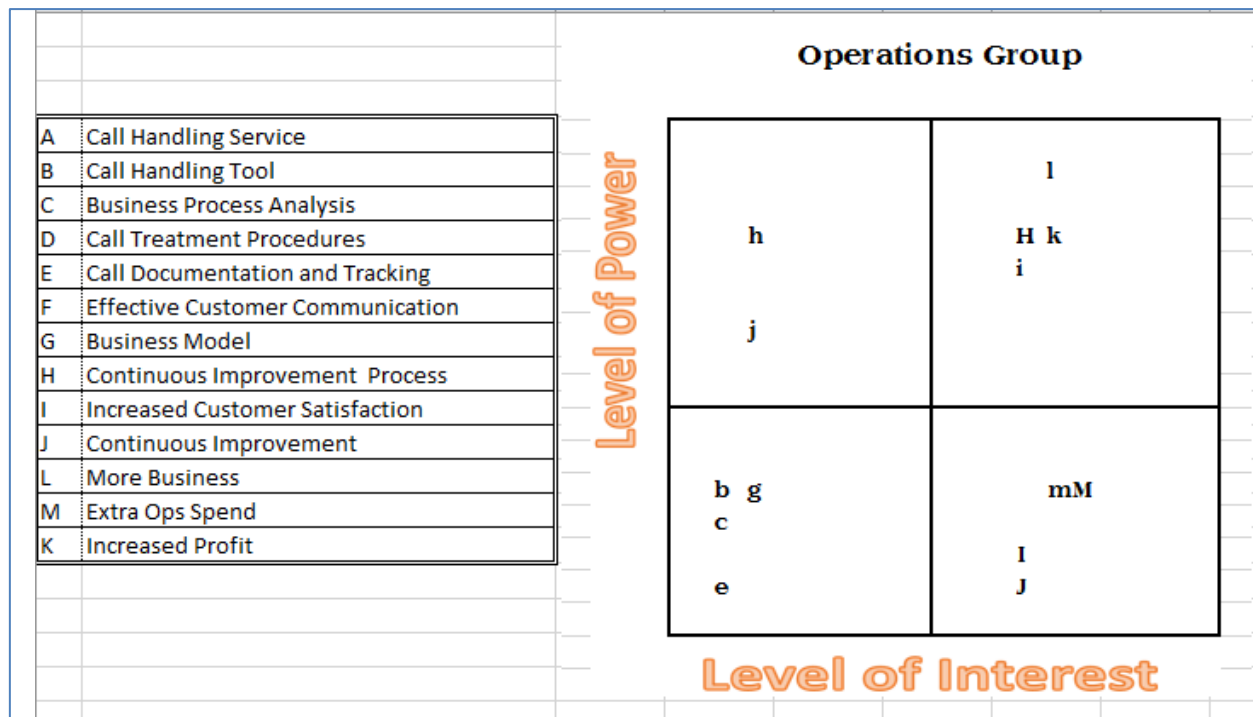 Operations Group
A Call Handling Service
B Call Handling Tool
C Business Process Analysis
D Call Treatment Procedures
E Call Documentation and Tracking
F Effective Customer Communication
G Business Model
H Continuous Improvement Process
I Increased Customer Satisfaction
J Continuous Improvement
L More Business
M Extra Ops Spend
K Increased Profit
Level of Power
l
h H k
i
j
b g mM
c
I
e J
Level of Interest